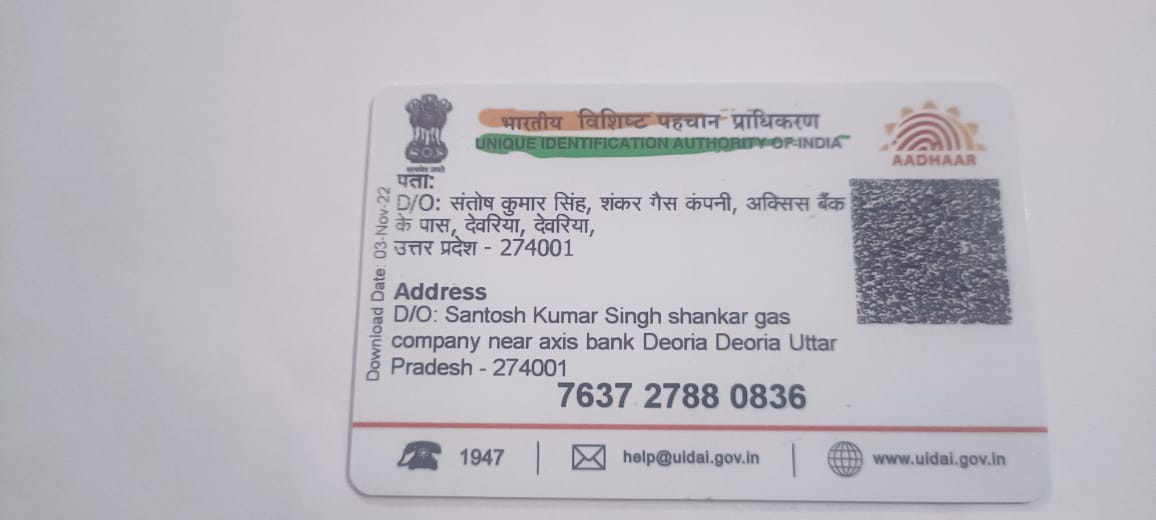 भारतीय विशिष्ट पहचान प्राधिकरण
UNIQUE IDENTIFICATION AUTHORITY OF INDIA
सत्यमेव जयते
AADHAAR
Download Date: 03-Nov-22
पता:
D/O: संतोष कुमार सिंह, शंकर गैस कंपनी, अक्सिस बैंक
के पास, देवरिया, देवरिया,
उत्तर प्रदेश - 274001
Address
D/O: Santosh Kumar Singh shankar gas
company near axis bank Deoria Deoria Uttar
Pradesh - 274001
7637 2788 0836
1947
help@uidai.gov.in
www.uidai.gov.in